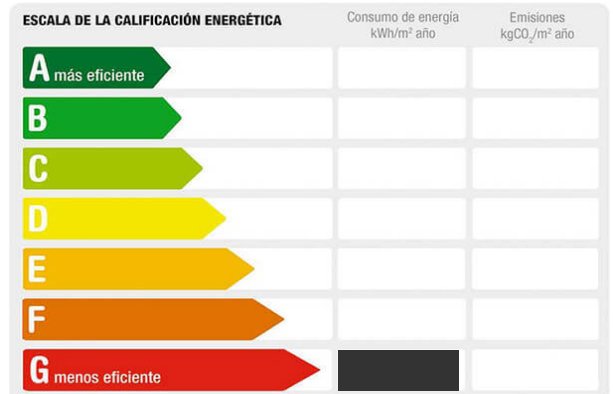 ESCALA DE LA CALIFICACIÓN ENERGÉTICA
Consumo de energía
kWh/m² año
Emisiones
kgCO₂/m² año
A más eficiente
B
C
D
E
F
G menos eficiente